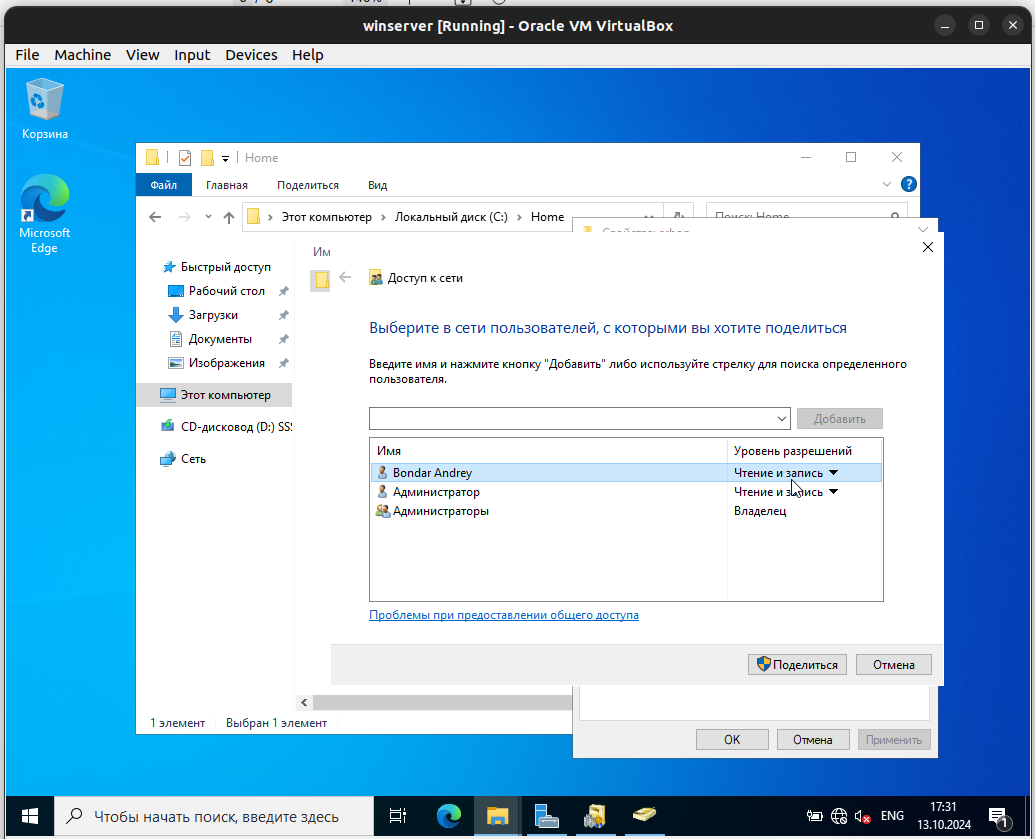 winserver [Running] - Oracle VM VirtualBox
File Machine View Input Devices Help
Корзина
Microsoft
Edge
Home
Файл Главная Поделиться Вид
Этот компьютер Локальный диск (C:) Home
Поиск: Home
Им
Быстрый доступ
Рабочий стол
Загрузки
Документы
Изображения
Этот компьютер
CD-дисковод (D:) SS
Сеть
Доступ к сети
Выберите в сети пользователей, с которыми вы хотите поделиться
Введите имя и нажмите кнопку "Добавить" либо используйте стрелку для поиска определенного
пользователя.
Добавить
Имя Уровень разрешений
Bondar Andrey Чтение и запись
Администратор Чтение и запись
Администраторы Владелец
Проблемы при предоставлении общего доступа
Поделиться Отмена
1 элемент Выбран 1 элемент
OK Отмена Применить
Чтобы начать поиск, введите здесь
ENG
17:31
13.10.2024
1